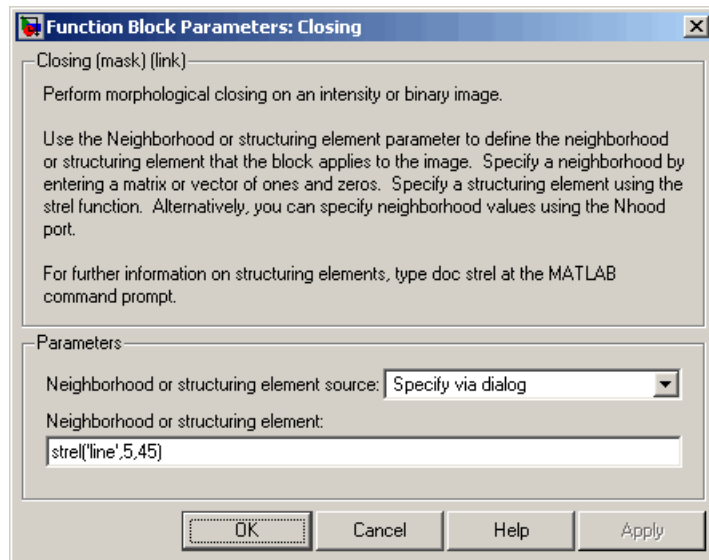 Function Block Parameters: Closing
Closing (mask) (link)
Perform morphological closing on an intensity or binary image.
Use the Neighborhood or structuring element parameter to define the neighborhood
or structuring element that the block applies to the image.  Specify a neighborhood by
entering a matrix or vector of ones and zeros.  Specify a structuring element using the
strel function.  Alternatively, you can specify neighborhood values using the Nhood
port.
For further information on structuring elements, type doc strel at the MATLAB
command prompt.
Parameters
Neighborhood or structuring element source: Specify via dialog
Neighborhood or structuring element:
strel('line',5,45)
OK Cancel Help Apply